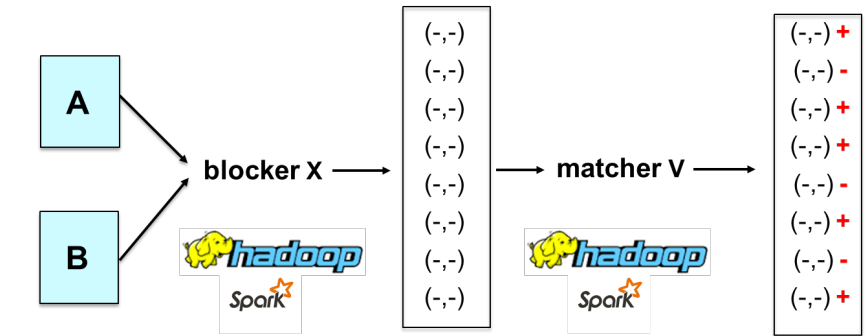 A
B
blocker X
hadoop
Spark
(-,-)
(-,-)
(-,-)
(-,-)
(-,-)
(-,-)
(-,-)
(-,-)
matcher V
hadoop
Spark
(-,-) +
(-,-) -
(-,-) +
(-,-) +
(-,-) -
(-,-) +
(-,-) -
(-,-) +